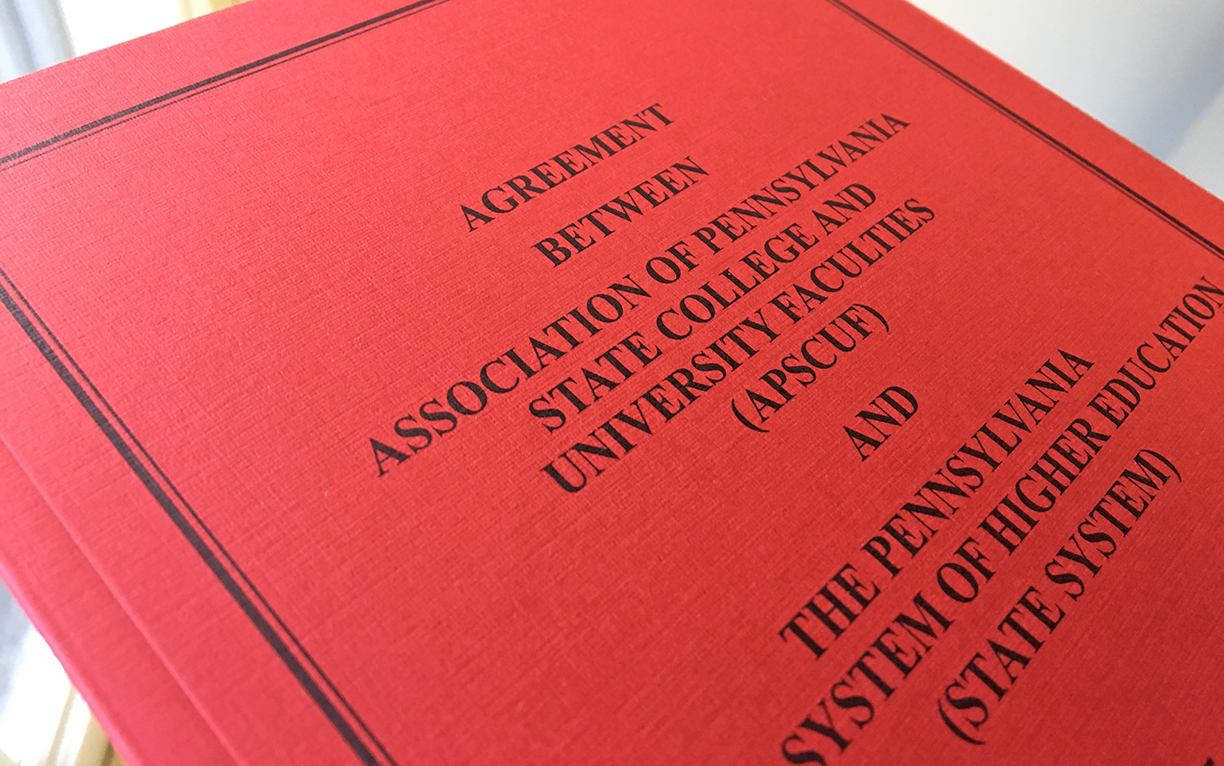 AGREEMENT
BETWEEN
ASSOCIATION OF PENNSYLVANIA
STATE COLLEGE AND
UNIVERSITY FACULTIES
(APSCUF)
AND
THE PENNSYLVANIA
SYSTEM OF HIGHER EDUCATION
(STATE SYSTEM)